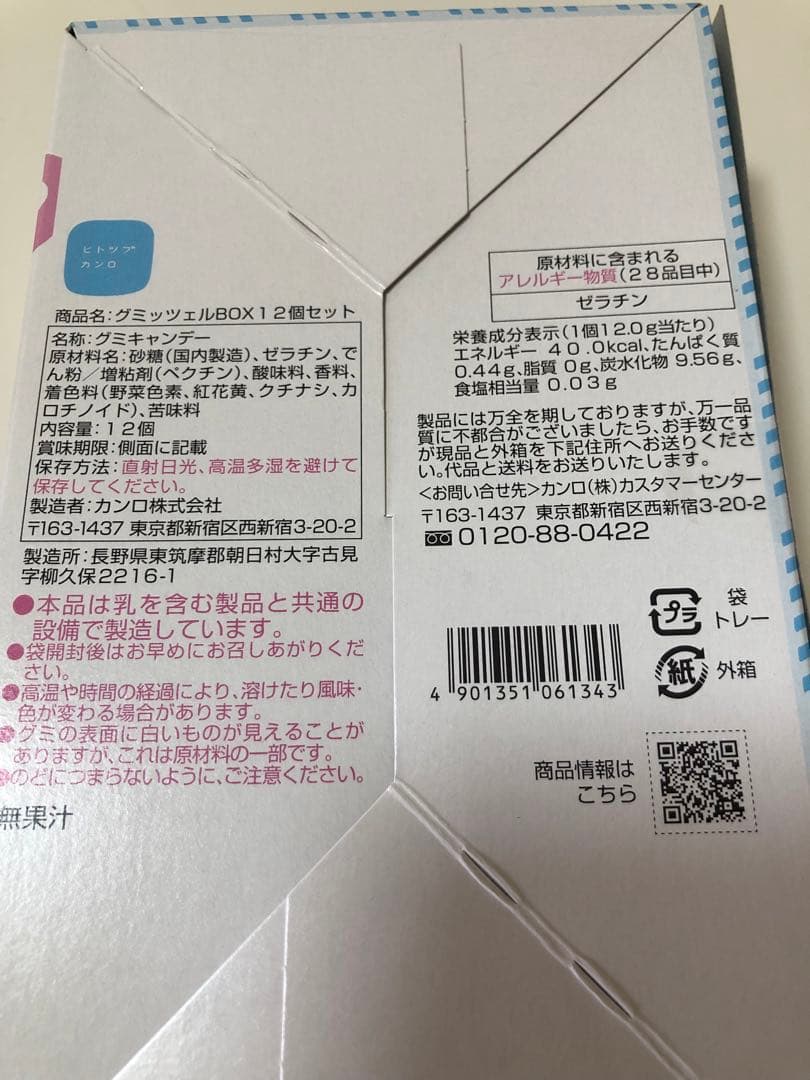 ヒトツブ
カンロ
商品名:グミッツェルBOX12個セット
名称:グミキャンデー
原材料名:砂糖(国内製造)、ゼラチン、で
ん粉/増粘剤(ペクチン)、酸味料、香料、
着色料(野菜色素、紅花黄、クチナシ、カ
ロチノイド)、苦味料
内容量:12個
賞味期限:側面に記載
保存方法:直射日光、高温多湿を避けて
保存してください。
製造者:カンロ株式会社
〒163-1437 東京都新宿区西新宿3-20-2
製造所:長野県東筑摩郡朝日村大字古見
字柳久保2216-1
●本品は乳を含む製品と共通の
設備で製造しています。
●袋開封後はお早めにお召しあがりくだ
さい。
●高温や時間の経過により、溶けたり風味・
色が変わる場合があります。
●グミの表面に白いものが見えることが
ありますが、これは原材料の一部です。
●のどにつまらないように、ご注意ください。
無果汁
原材料に含まれる
アレルギー物質(28品目中)
ゼラチン
栄養成分表示(1個12.0g当たり)
エネルギー 40.0kcal、たんぱく質
0.44g、脂質 0g、炭水化物 9.56g、
食塩相当量 0.03g
製品には万全を期しておりますが、万一品
質に不都合がございましたら、お手数です
が現品と外箱を下記住所へお送りくださ
い。代品と送料をお送りいたします。
<お問い合せ先>カンロ(株)カスタマーセンター
〒163-1437 東京都新宿区西新宿3-20-2
0120-88-0422
プラ
袋
トレー
紙
外箱
4 901351 061343
商品情報は
こちら